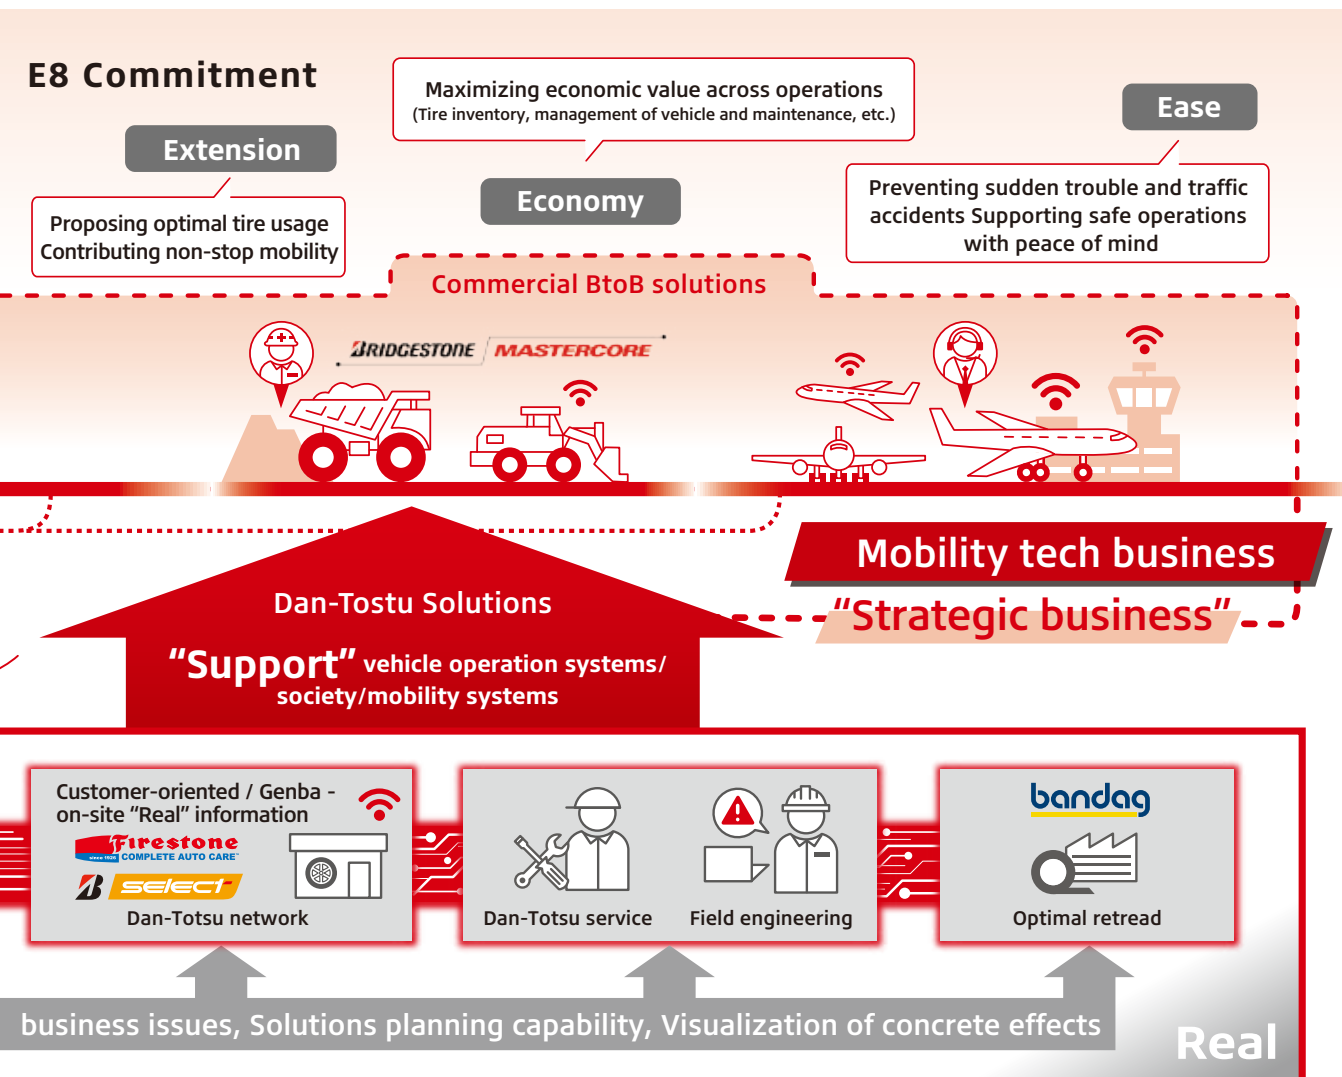 E8 Commitment
Extension
Proposing optimal tire usage
Contributing non-stop mobility
Maximizing economic value across operations
(Tire inventory, management of vehicle and maintenance, etc.)
Economy
Ease
Preventing sudden trouble and traffic
accidents Supporting safe operations
with peace of mind
Commercial BtoB solutions
BRIDGESTONE MASTERCORE
Mobility tech business
“Strategic business”
Dan-Tostu Solutions
“Support” vehicle operation systems/
society/mobility systems
Customer-oriented / Genba -
on-site “Real” information
Firestone
since 1926 COMPLETE AUTO CARE™
B select
Dan-Totsu network
Dan-Totsu service
Field engineering
bandag
Optimal retread
business issues, Solutions planning capability, Visualization of concrete effects
Real